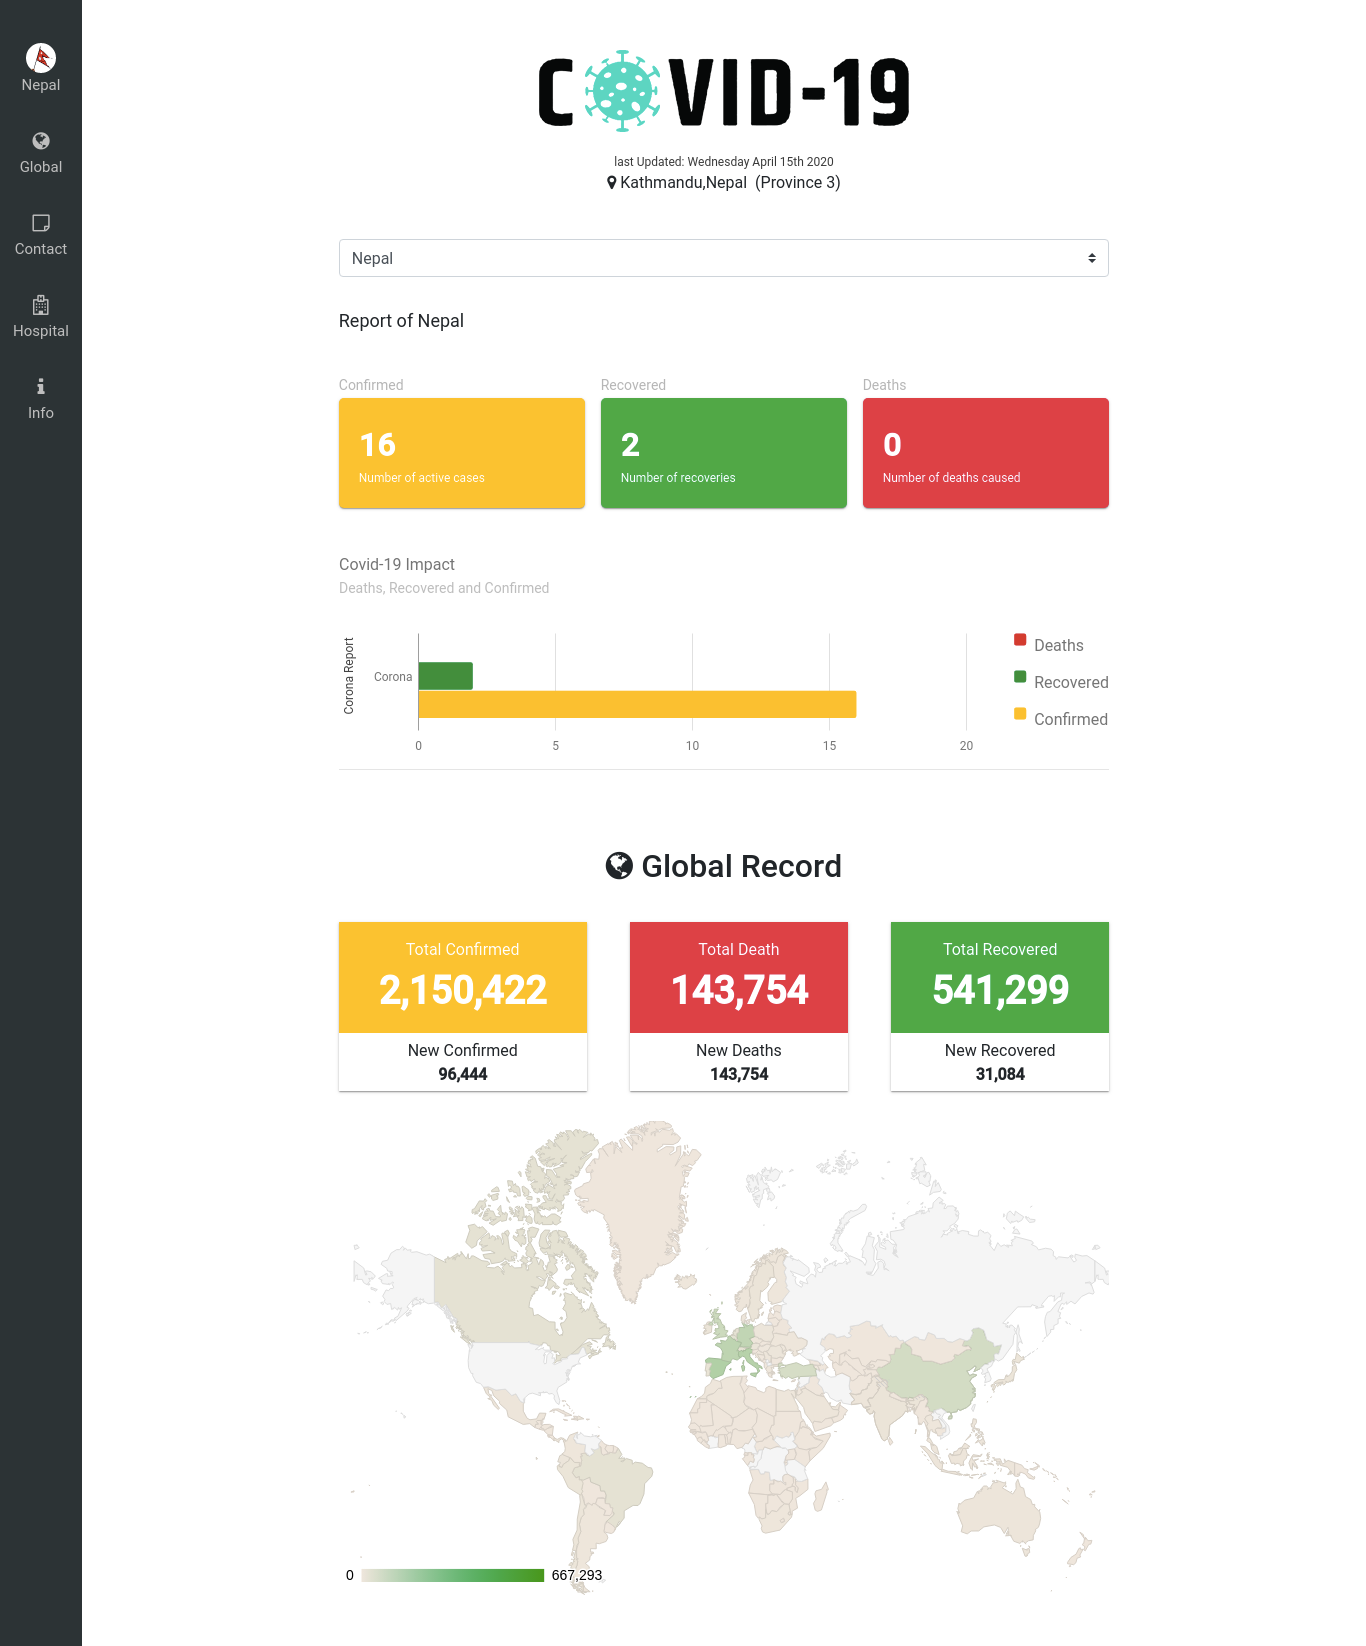 Nepal
Global
Contact
Hospital
Info
COVID-19
last Updated: Wednesday April 15th 2020
Kathmandu,Nepal (Province 3)
Nepal
Report of Nepal
Confirmed
Recovered
Deaths
16
Number of active cases
2
Number of recoveries
0
Number of deaths caused
Covid-19 Impact
Deaths, Recovered and Confirmed
Corona Report
Corona
0
5
10
15
20
Deaths
Recovered
Confirmed
Global Record
Total Confirmed
2,150,422
New Confirmed
96,444
Total Death
143,754
New Deaths
143,754
Total Recovered
541,299
New Recovered
31,084
0
667,293